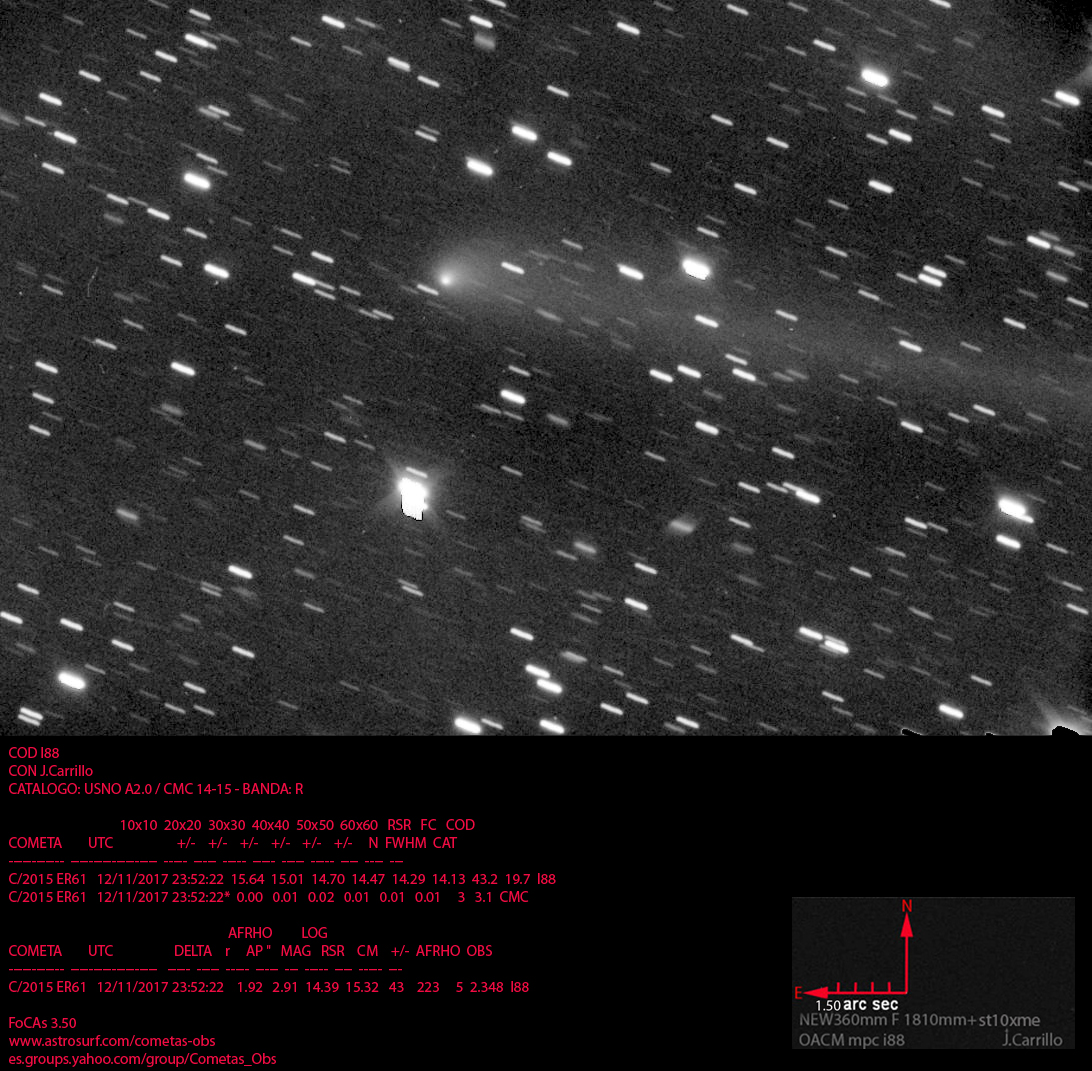 COD I88
CON J.Carrillo
CATALOGO: USNO A2.0 / CMC 14-15 - BANDA: R
10x10 20x20 30x30 40x40 50x50 60x60 RSR FC COD
COMETA UTC +/- +/- +/- +/- +/- +/- N FWHM CAT
------------ ------------------- ----- ----- ----- ----- ----- ----- ---- ---- ---
C/2015 ER61 12/11/2017 23:52:22 15.64 15.01 14.70 14.47 14.29 14.13 43.2 19.7 I88
C/2015 ER61 12/11/2017 23:52:22* 0.00 0.01 0.02 0.01 0.01 0.01 3 3.1 CMC
AFRHO LOG
COMETA UTC DELTA r AP " MAG RSR CM +/- AFRHO OBS
------------ ------------------- ----- ----- ----- ----- --- ----- ---- ----- ---
C/2015 ER61 12/11/2017 23:52:22 1.92 2.91 14.39 15.32 43 223 5 2.348 I88
FoCAs 3.50
www.astrosurf.com/cometas-obs
es.groups.yahoo.com/group/Cometas_Obs
N
E
1.50 arc sec
NEW360mm F 1810mm+st10xme
OACM mpc i88 J.Carrillo